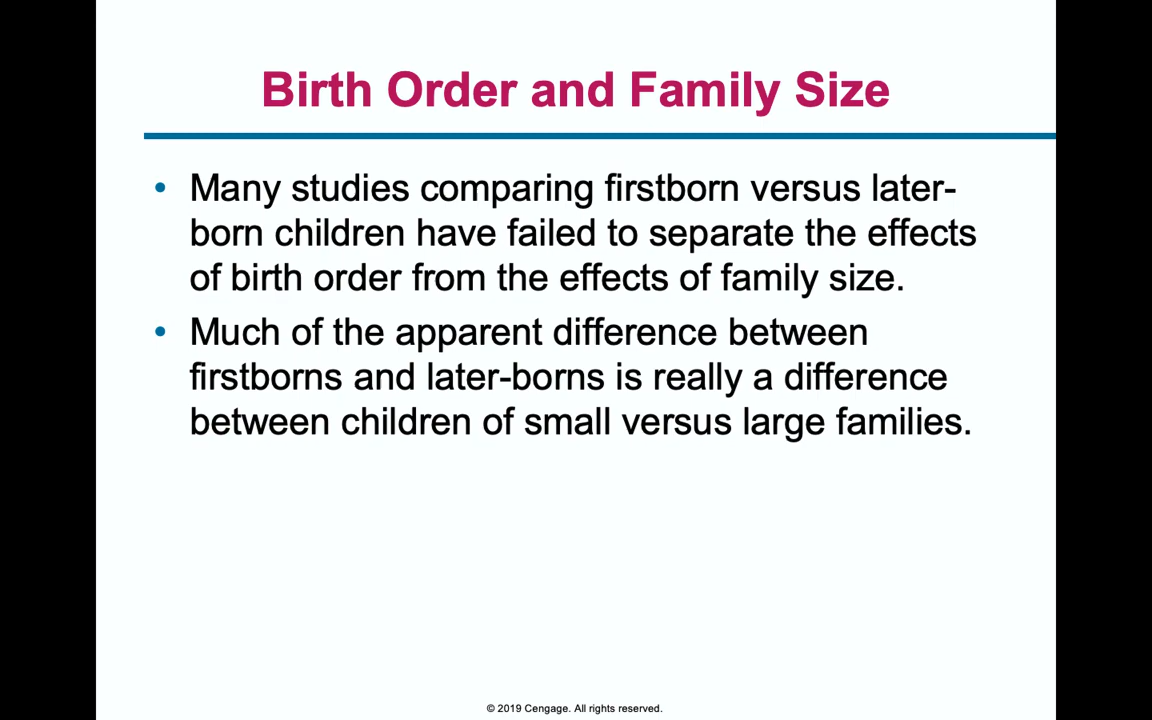 Birth Order and Family Size
• Many studies comparing firstborn versus later-
born children have failed to separate the effects
of birth order from the effects of family size.
• Much of the apparent difference between
firstborns and later-borns is really a difference
between children of small versus large families.
© 2019 Cengage. All rights reserved.